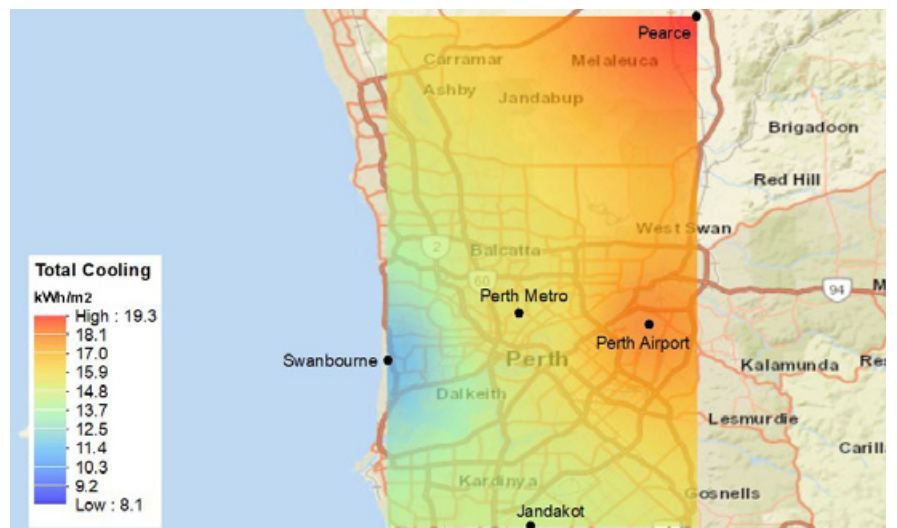 Pearce
Carramar
Melaleuca
Ashby
Jandabup
Brigadoon
Red Hill
West Swan
2
Balcatta
60
94
M
Perth Metro
Perth Airport
Swanbourne
Perth
Kalamunda
Res
Dalkeith
Lesmurdie
Carill
Kardinya
Gosnells
Jandakot
Total Cooling
kWh/m2
High : 19.3
18.1
17.0
15.9
14.8
13.7
12.5
11.4
10.3
9.2
Low : 8.1